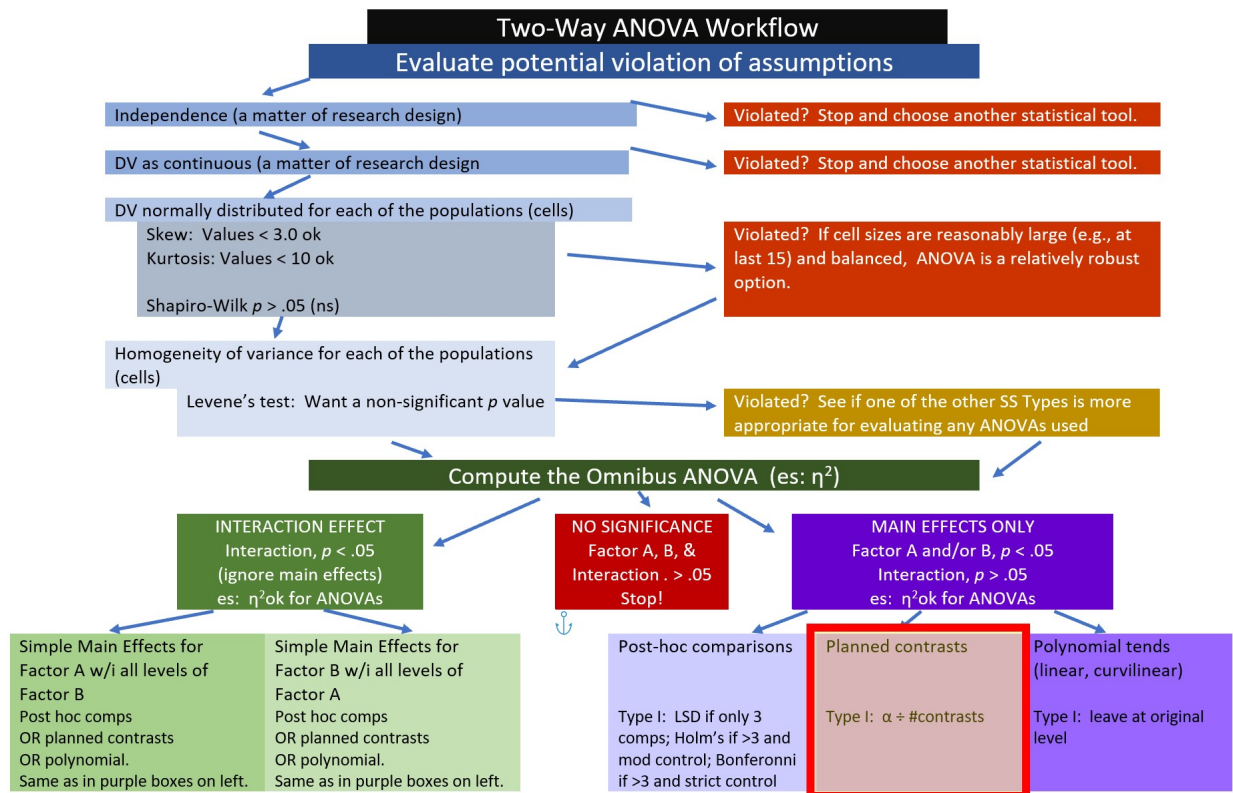 Two-Way ANOVA Workflow
Evaluate potential violation of assumptions
Independence (a matter of research design)
Violated?  Stop and choose another statistical tool.
DV as continuous (a matter of research design
Violated?  Stop and choose another statistical tool.
DV normally distributed for each of the populations (cells)
Skew:  Values < 3.0 ok
Kurtosis: Values < 10 ok
Shapiro-Wilk p > .05 (ns)
Violated?  If cell sizes are reasonably large (e.g., at
last 15) and balanced,  ANOVA is a relatively robust
option.
Homogeneity of variance for each of the populations
(cells)
Levene's test:  Want a non-significant p value
Violated?  See if one of the other SS Types is more
appropriate for evaluating any ANOVAs used
Compute the Omnibus ANOVA  (es: η²)
INTERACTION EFFECT
Interaction, p < .05
(ignore main effects)
es:  η²ok for ANOVAs
NO SIGNIFICANCE
Factor A, B, &
Interaction . > .05
Stop!
MAIN EFFECTS ONLY
Factor A and/or B, p < .05
Interaction, p > .05
es:  η²ok for ANOVAs
Simple Main Effects for
Factor A w/i all levels of
Factor B
Post hoc comps
OR planned contrasts
OR polynomial.
Same as in purple boxes on left.
Simple Main Effects for
Factor B w/i all levels of
Factor A
Post hoc comps
OR planned contrasts
OR polynomial.
Same as in purple boxes on left.
Post-hoc comparisons
Type I:  LSD if only 3
comps; Holm's if >3 and
mod control; Bonferonni
if >3 and strict control
Planned contrasts
Type I:  α ÷ #contrasts
Polynomial tends
(linear, curvilinear)
Type I:  leave at original
level